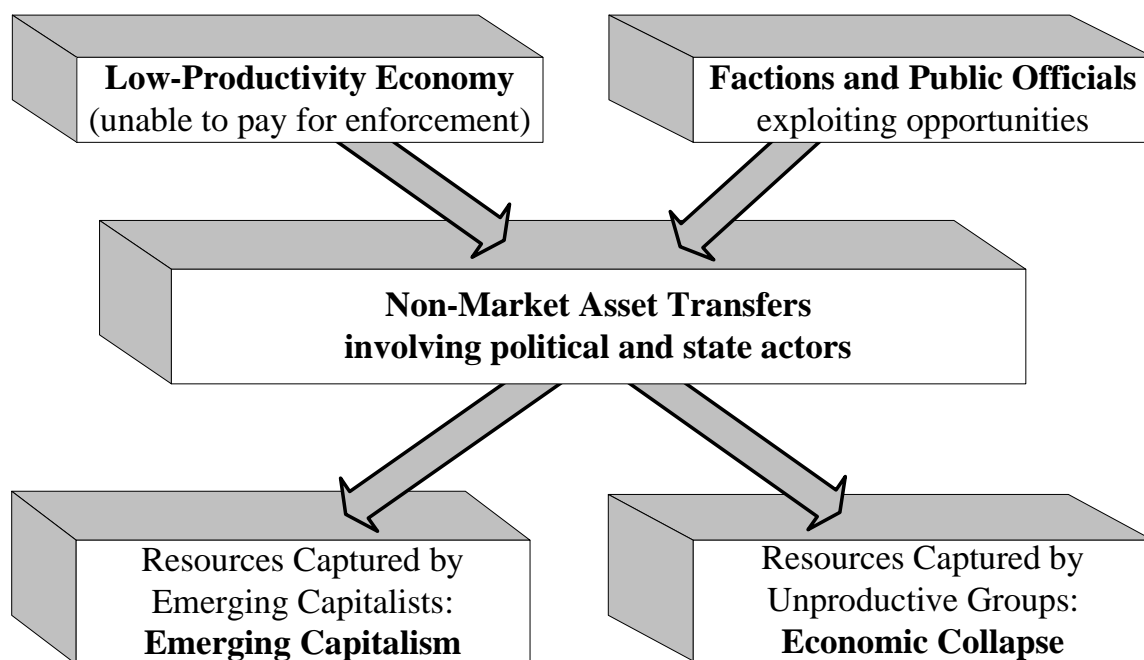 Low-Productivity Economy
(unable to pay for enforcement)
Factions and Public Officials
exploiting opportunities
Non-Market Asset Transfers
involving political and state actors
Resources Captured by
Emerging Capitalists:
Emerging Capitalism
Resources Captured by
Unproductive Groups:
Economic Collapse